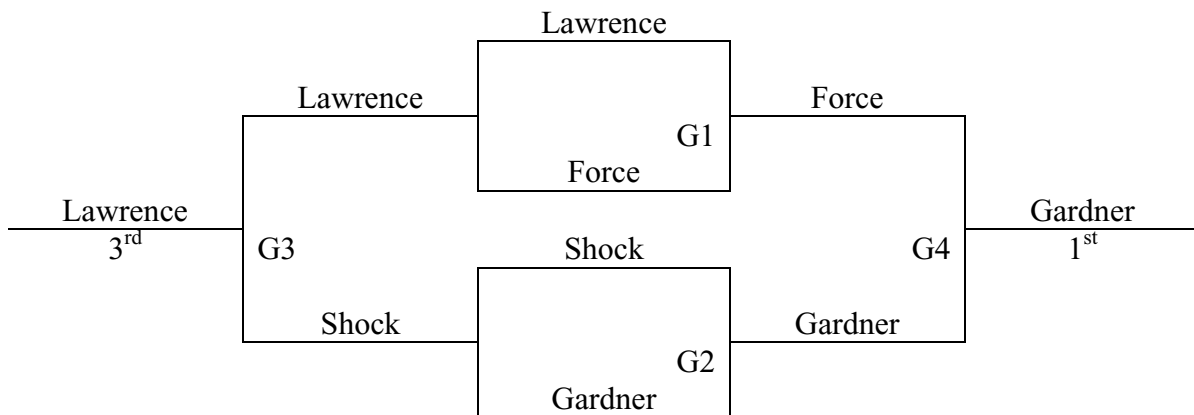 Lawrence
Lawrence
Force
G1
Force
Lawrence
Gardner
3rd
G3
Shock
G4
1st
Shock
Gardner
G2
Gardner